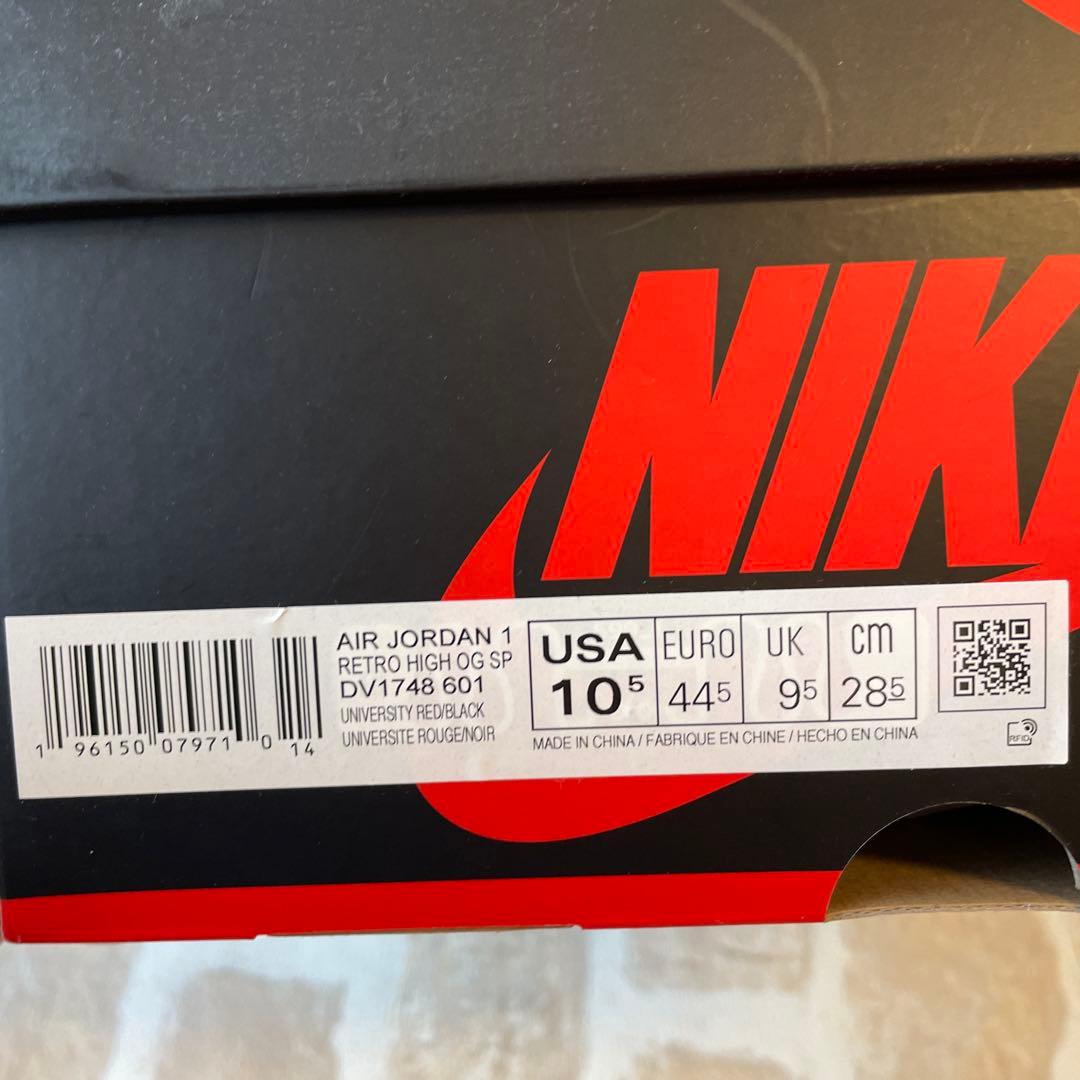 NIK
AIR JORDAN 1
RETRO HIGH OG SP
DV1748 601
UNIVERSITY RED/BLACK
UNIVERSITE ROUGE/NOIR
1 96150 07971 0 14
USA EURO UK cm
10⁵ 44⁵ 9⁵ 28⁵
MADE IN CHINA / FABRIQUE EN CHINE / HECHO EN CHINA
RFID